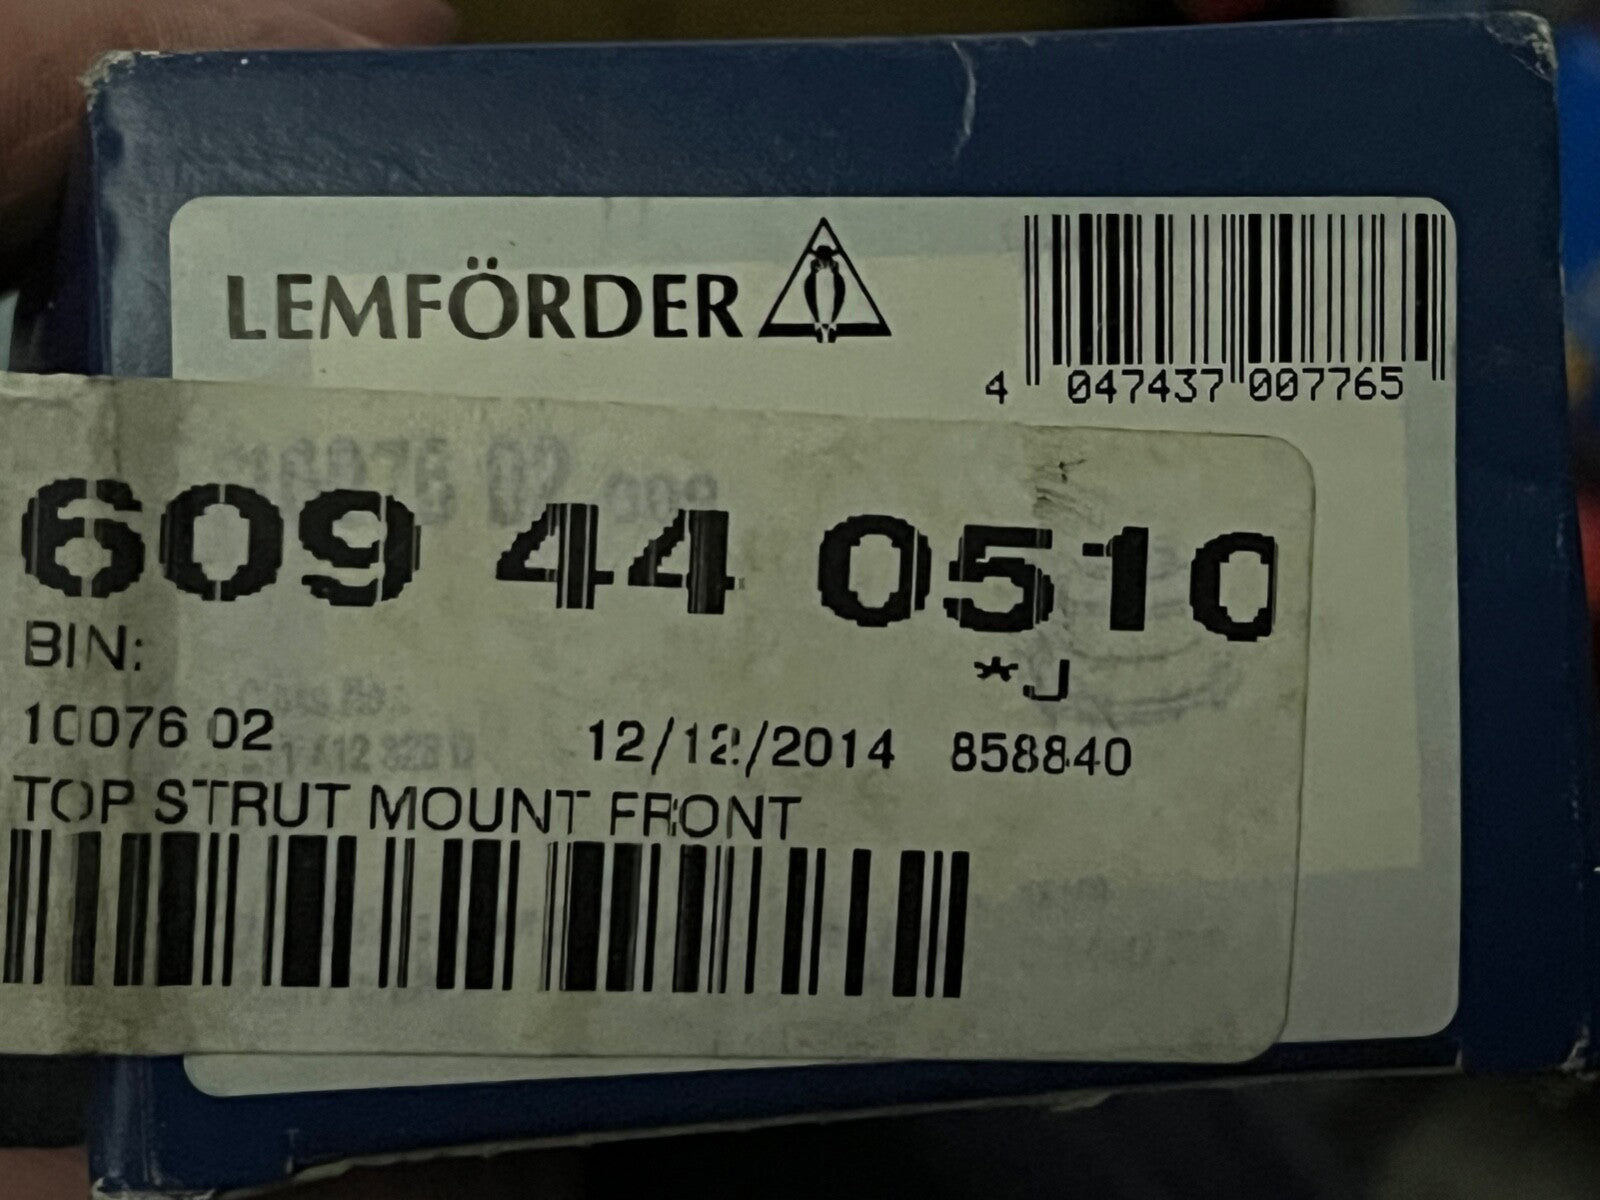 LEMFÖRDER
4 047437 007765
609 44 0510
BIN:
*J
10076 02 12/12/2014 858840
TOP STRUT MOUNT FRONT